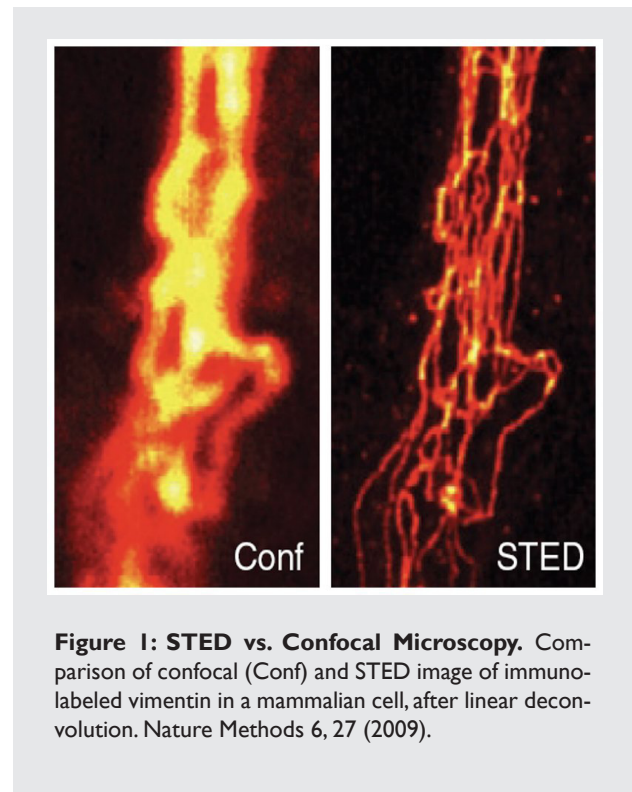 Conf
STED
Figure 1: STED vs. Confocal Microscopy. Com-
parison of confocal (Conf) and STED image of immuno-
labeled vimentin in a mammalian cell, after linear decon-
volution. Nature Methods 6, 27 (2009).